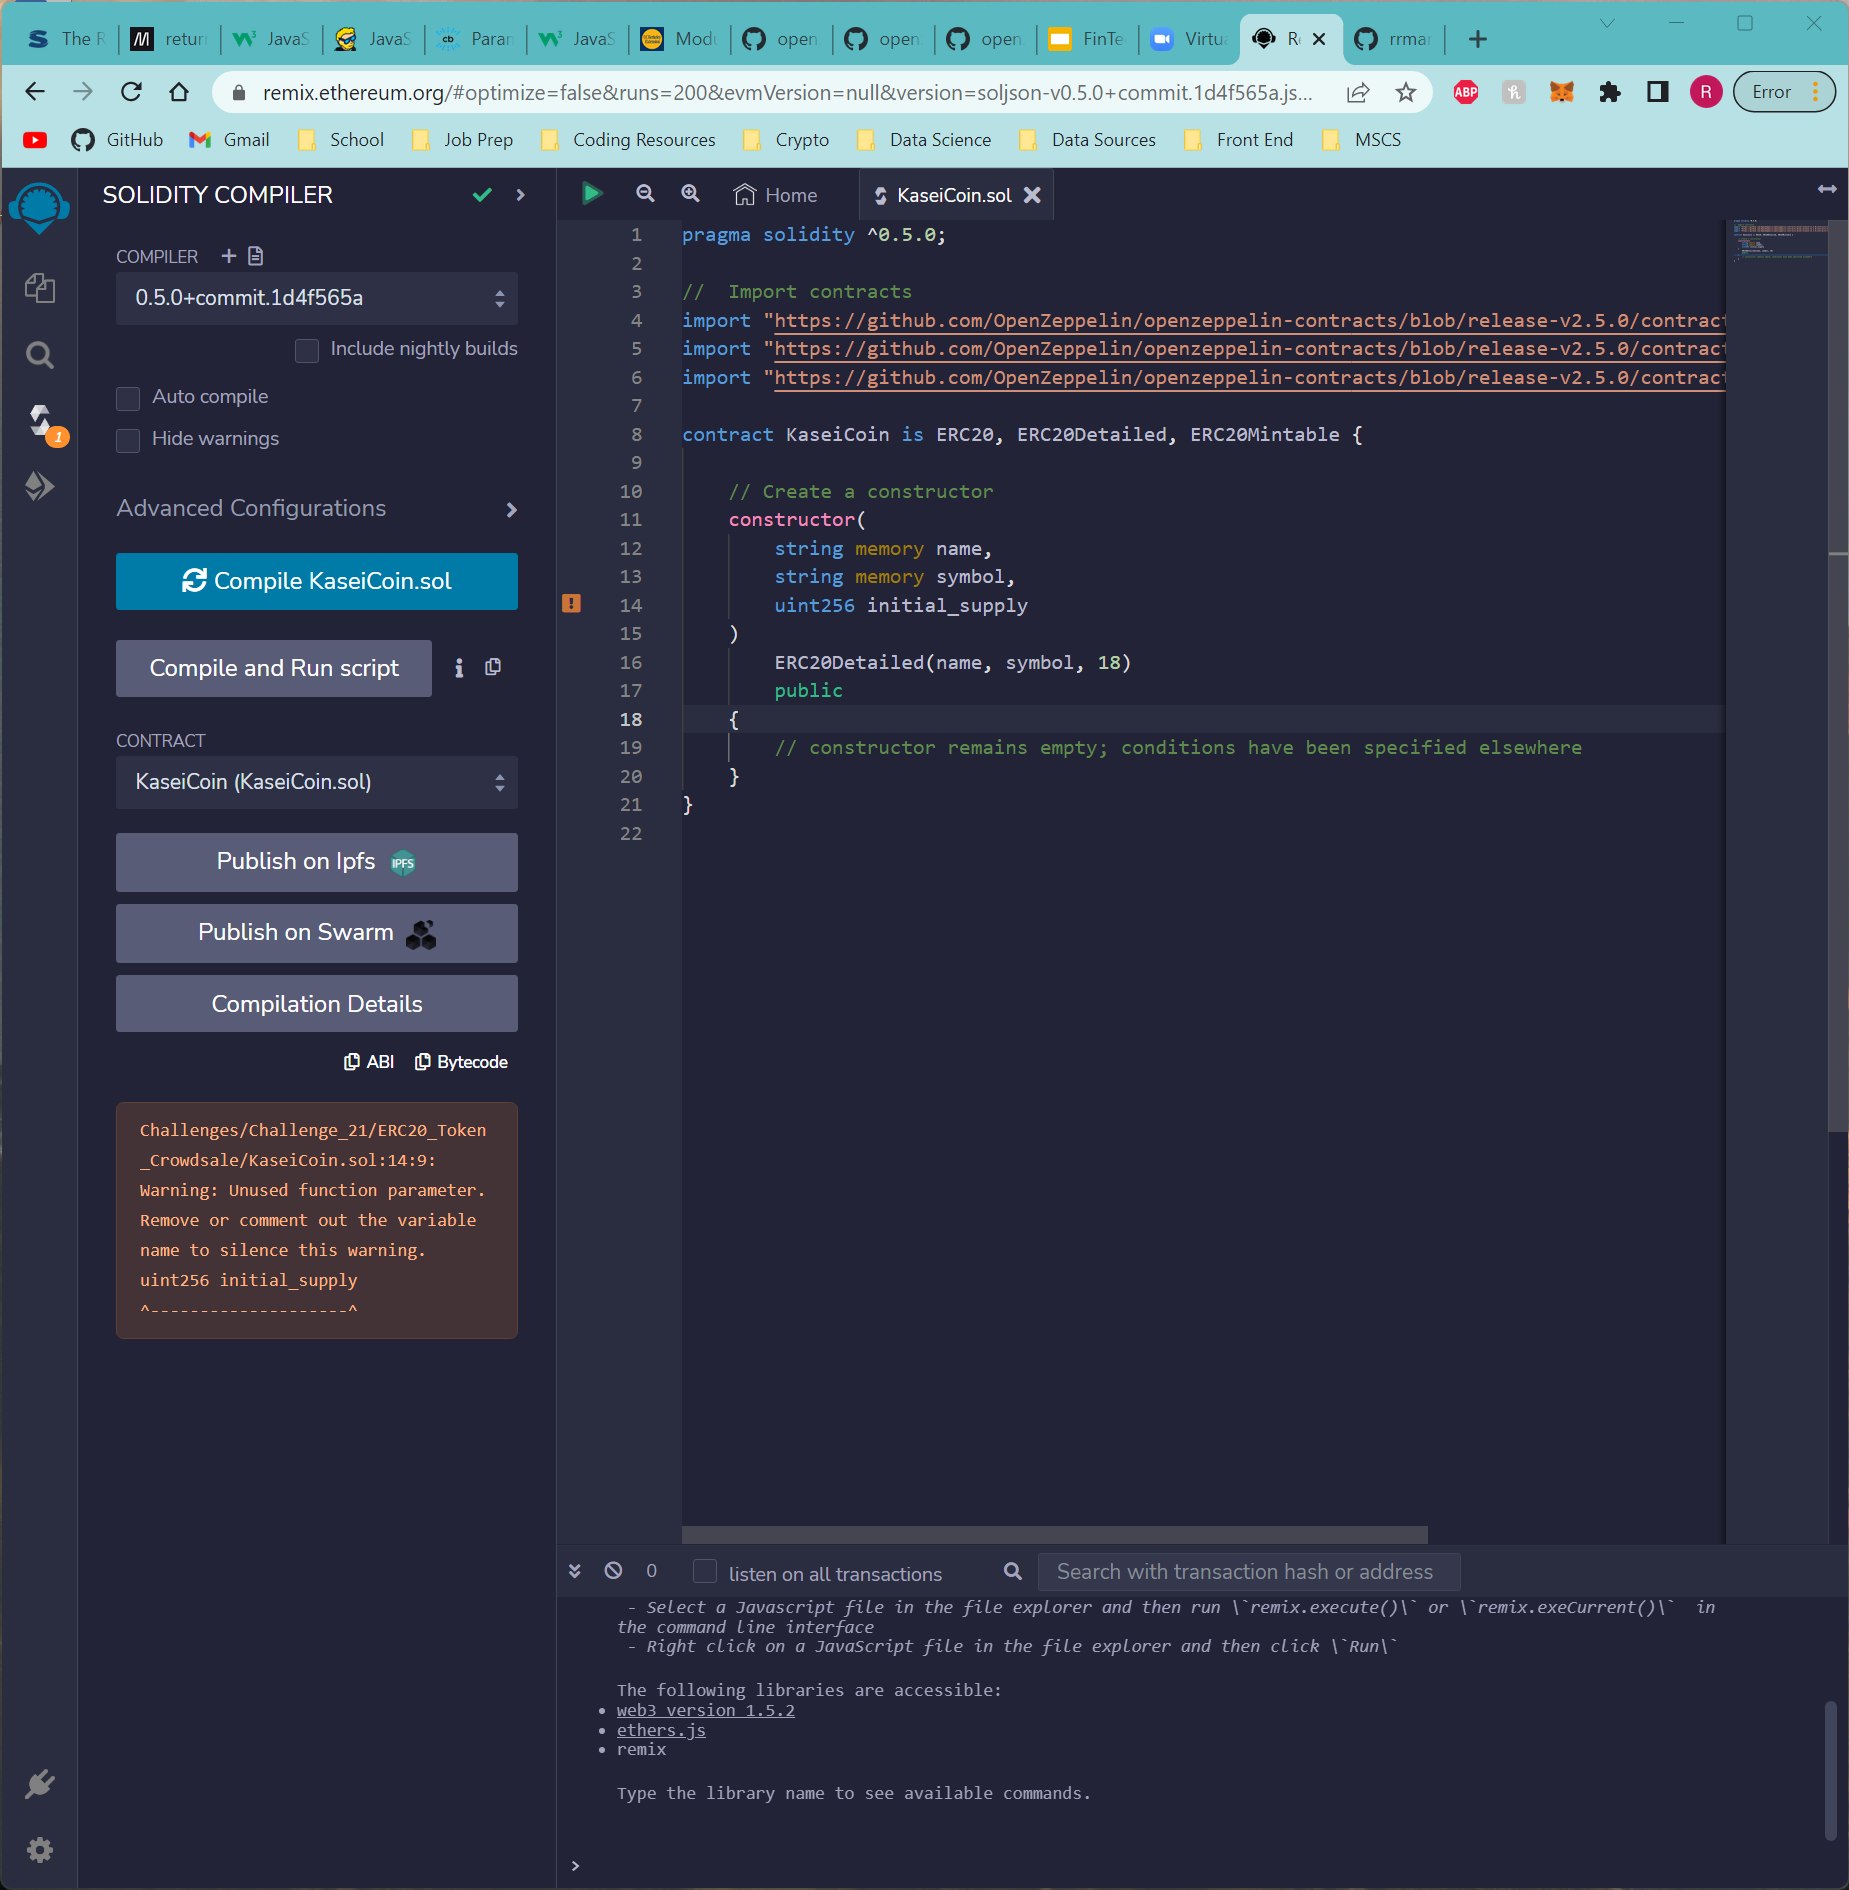 The R
retur
JavaS
JavaS
cb Paran
JavaS
Modu
open
open
open
FinTe
Virtua
R
rrmar
remix.ethereum.org/#optimize=false&runs=200&evmVersion=null&version=soljson-v0.5.0+commit.1d4f565a.js...
ABP
R
Error
GitHub
Gmail
School
Job Prep
Coding Resources
Crypto
Data Science
Data Sources
Front End
MSCS
SOLIDITY COMPILER
COMPILER
0.5.0+commit.1d4f565a
Include nightly builds
Auto compile
Hide warnings
1
Advanced Configurations
Compile KaseiCoin.sol
Compile and Run script
CONTRACT
KaseiCoin (KaseiCoin.sol)
Publish on Ipfs IPFS
Publish on Swarm
Compilation Details
ABI Bytecode
Challenges/Challenge_21/ERC20_Token
_Crowdsale/KaseiCoin.sol:14:9:
Warning: Unused function parameter.
Remove or comment out the variable
name to silence this warning.
uint256 initial_supply
^--------------------^
Home
KaseiCoin.sol
1 pragma solidity ^0.5.0;
2
3 //  Import contracts
4 import "https://github.com/OpenZeppelin/openzeppelin-contracts/blob/release-v2.5.0/contract
5 import "https://github.com/OpenZeppelin/openzeppelin-contracts/blob/release-v2.5.0/contract
6 import "https://github.com/OpenZeppelin/openzeppelin-contracts/blob/release-v2.5.0/contract
7
8 contract KaseiCoin is ERC20, ERC20Detailed, ERC20Mintable {
9
10 // Create a constructor
11 constructor(
12 string memory name,
13 string memory symbol,
14 uint256 initial_supply
15 )
16 ERC20Detailed(name, symbol, 18)
17 public
18 {
19 // constructor remains empty; conditions have been specified elsewhere
20 }
21 }
22
0
listen on all transactions
Search with transaction hash or address
- Select a Javascript file in the file explorer and then run \`remix.execute()\` or \`remix.exeCurrent()\`  in
the command line interface
- Right click on a JavaScript file in the file explorer and then click \`Run\`
The following libraries are accessible:
• web3 version 1.5.2
• ethers.js
• remix
Type the library name to see available commands.
>